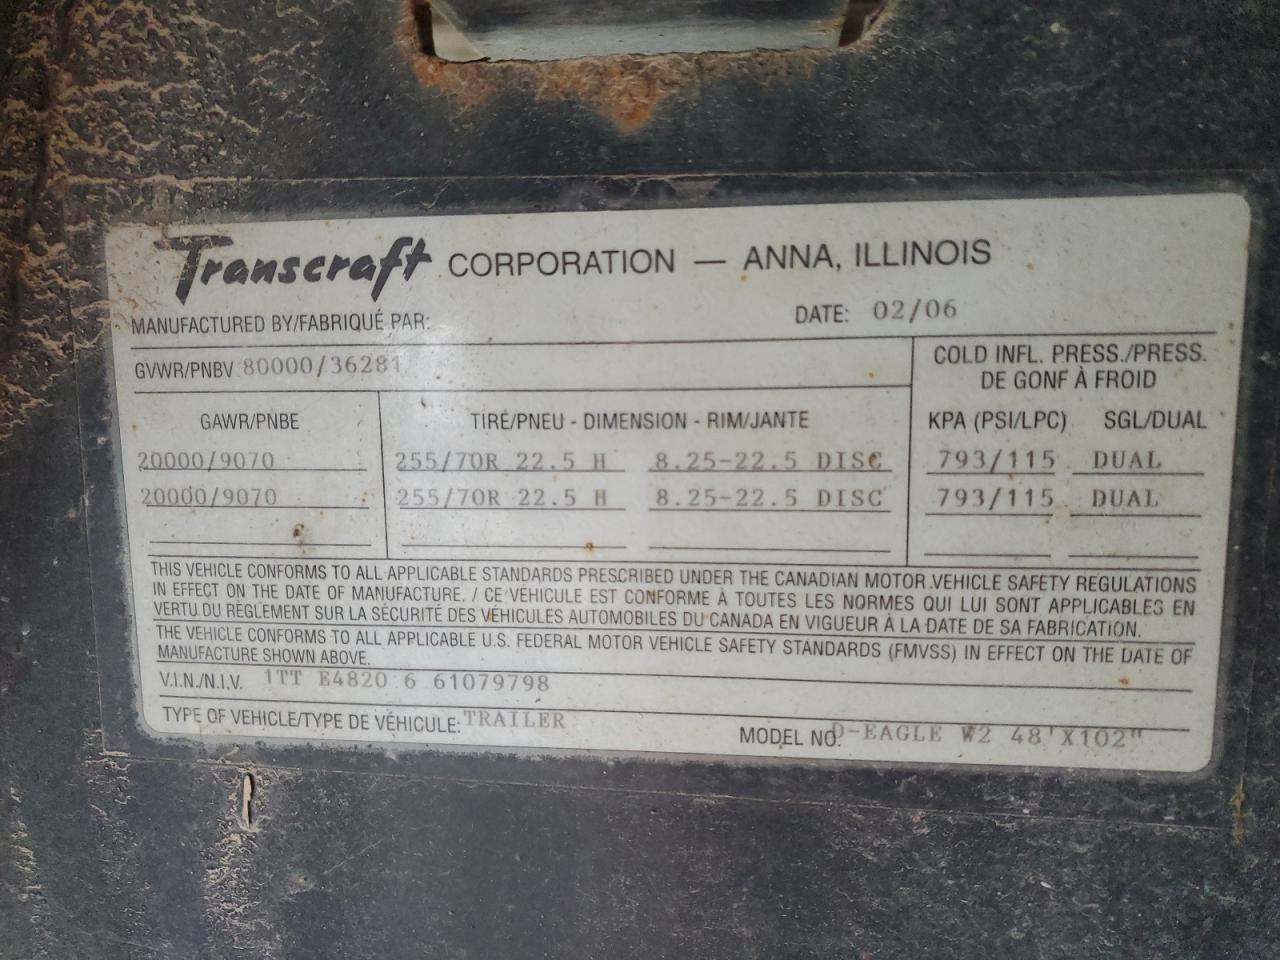 Transcraft CORPORATION — ANNA, ILLINOIS
MANUFACTURED BY/FABRIQUÉ PAR: DATE: 02/06
GVWR/PNBV 80000/36281
COLD INFL. PRESS./PRESS.
DE GONF À FROID
GAWR/PNBE TIRE/PNEU - DIMENSION - RIM/JANTE KPA (PSI/LPC) SGL/DUAL
20000/9070 255/70R 22.5 H 8.25-22.5 DISC 793/115 DUAL
20000/9070 255/70R 22.5 H 8.25-22.5 DISC 793/115 DUAL
THIS VEHICLE CONFORMS TO ALL APPLICABLE STANDARDS PRESCRIBED UNDER THE CANADIAN MOTOR VEHICLE SAFETY REGULATIONS
IN EFFECT ON THE DATE OF MANUFACTURE. / CE VÉHICULE EST CONFORME À TOUTES LES NORMES QUI LUI SONT APPLICABLES EN
VERTU DU RÈGLEMENT SUR LA SÉCURITÉ DES VÉHICULES AUTOMOBILES DU CANADA EN VIGUEUR À LA DATE DE SA FABRICATION.
THE VEHICLE CONFORMS TO ALL APPLICABLE U.S. FEDERAL MOTOR VEHICLE SAFETY STANDARDS (FMVSS) IN EFFECT ON THE DATE OF
MANUFACTURE SHOWN ABOVE.
V.I.N./N.I.V. 1TT E4820 6 61079798
TYPE OF VEHICLE/TYPE DE VÉHICULE: TRAILER MODEL NO. D-EAGLE W2 48'X102"